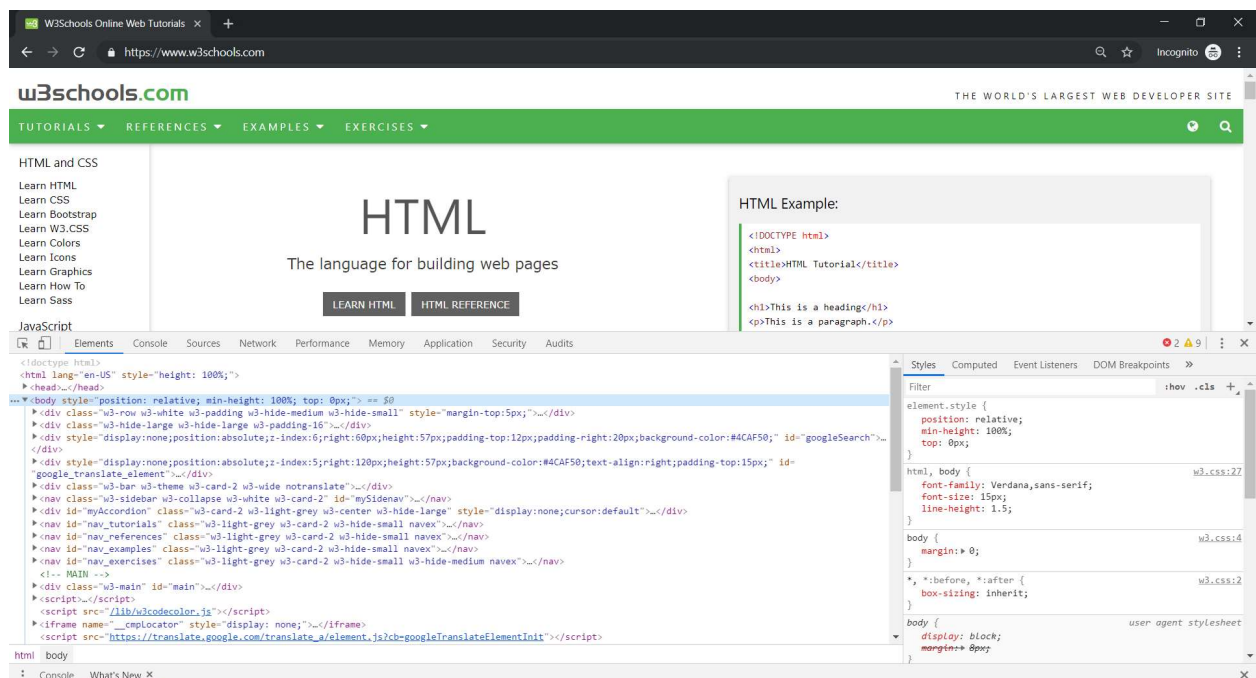 W3Schools Online Web Tutorials × +
https://www.w3schools.com
Incognito
w3schools.com
THE WORLD'S LARGEST WEB DEVELOPER SITE
TUTORIALS REFERENCES EXAMPLES EXERCISES
HTML and CSS
Learn HTML
Learn CSS
Learn Bootstrap
Learn W3.CSS
Learn Colors
Learn Icons
Learn Graphics
Learn How To
Learn Sass
JavaScript
HTML
The language for building web pages
LEARN HTML HTML REFERENCE
HTML Example:
<!DOCTYPE html>
<html>
<title>HTML Tutorial</title>
<body>
<h1>This is a heading</h1>
<p>This is a paragraph.</p>
Elements Console Sources Network Performance Memory Application Security Audits 2 9
<!doctype html>
<html lang="en-US" style="height: 100%;">
<head>…</head>
<body style="position: relative; min-height: 100%; top: 0px;"> == $0
<div class="w3-row w3-white w3-padding w3-hide-medium w3-hide-small" style="margin-top:5px;">…</div>
<div class="w3-hide-large w3-hide-large w3-padding-16">…</div>
<div style="display:none;position:absolute;z-index:6;right:60px;height:57px;padding-top:12px;padding-right:20px;background-color:#4CAF50;" id="googleSearch">…
</div>
<div style="display:none;position:absolute;z-index:5;right:120px;height:57px;background-color:#4CAF50;text-align:right;padding-top:15px;" id=
"google_translate_element">…</div>
<div class="w3-bar w3-theme w3-card-2 w3-wide notranslate">…</div>
<nav class="w3-sidebar w3-collapse w3-white w3-card-2" id="mySidenav">…</nav>
<div id="myAccordion" class="w3-card-2 w3-light-grey w3-center w3-hide-large" style="display:none;cursor:default">…</div>
<nav id="nav_tutorials" class="w3-light-grey w3-card-2 w3-hide-small navex">…</nav>
<nav id="nav_references" class="w3-light-grey w3-card-2 w3-hide-small navex">…</nav>
<nav id="nav_examples" class="w3-light-grey w3-card-2 w3-hide-small navex">…</nav>
<nav id="nav_exercises" class="w3-light-grey w3-card-2 w3-hide-small w3-hide-medium navex">…</nav>
<!-- MAIN -->
<div class="w3-main" id="main">…</div>
<script>…</script>
<script src="/lib/w3codecolor.js"></script>
<iframe name="__cmpLocator" style="display: none;">…</iframe>
<script src="https://translate.google.com/translate_a/element.js?cb=googleTranslateElementInit"></script>
html body
Styles Computed Event Listeners DOM Breakpoints »
Filter :hov .cls +
element.style {
position: relative;
min-height: 100%;
top: 0px;
}
html, body { w3.css:27
font-family: Verdana,sans-serif;
font-size: 15px;
line-height: 1.5;
}
body { w3.css:4
margin: 0;
}
*, *:before, *:after { w3.css:2
box-sizing: inherit;
}
body { user agent stylesheet
display: block;
margin: 8px;
}
Console What's New ×